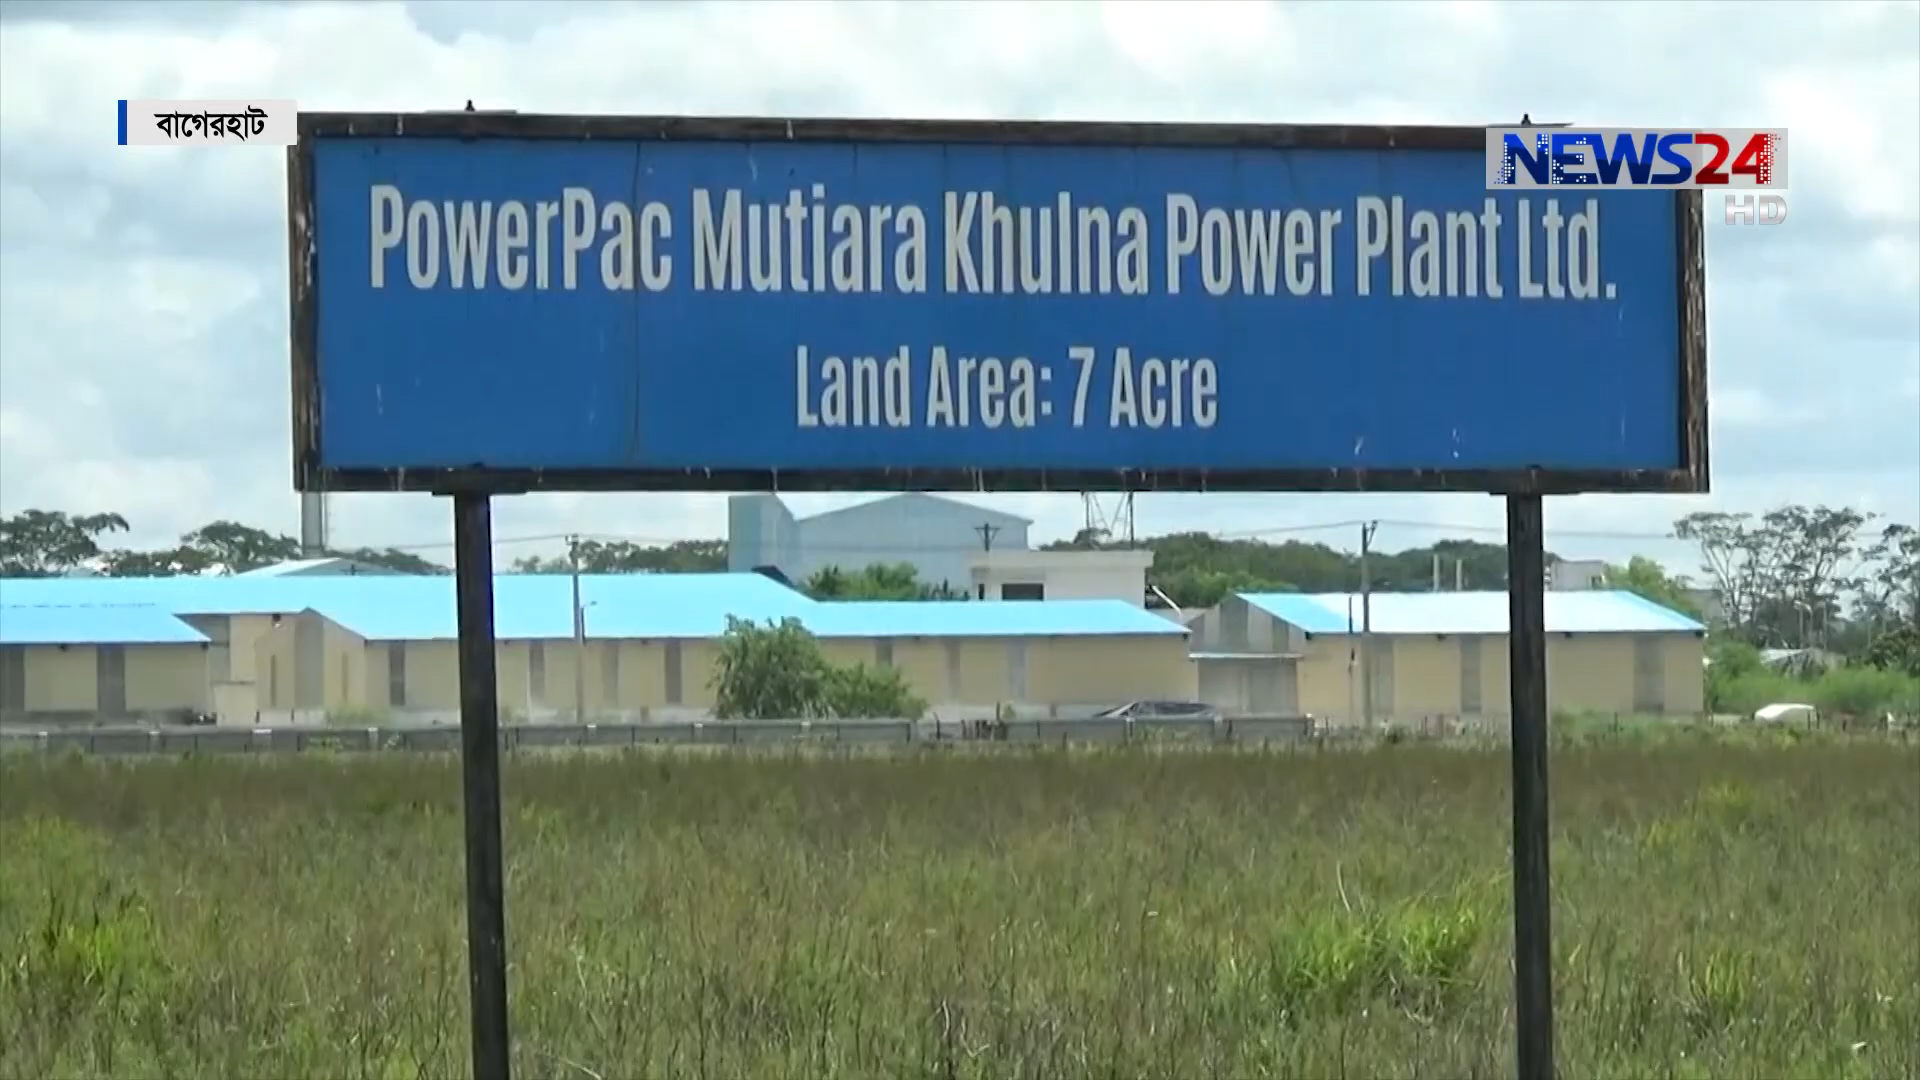 বাগেরহাট
NEWS24
HD
PowerPac Mutiara Khulna Power Plant Ltd.
Land Area: 7 Acre